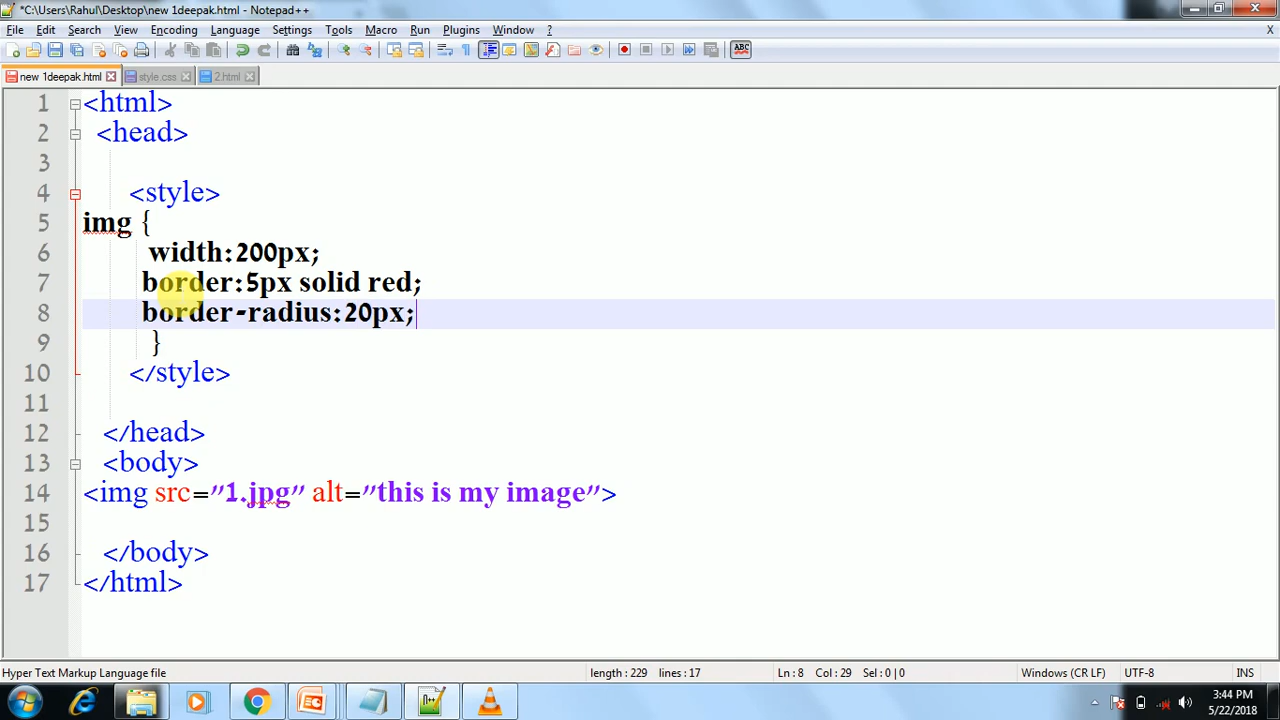 *C:\Users\Rahul\Desktop\new 1deepak.html - Notepad++
File Edit Search View Encoding Language Settings Tools Macro Run Plugins Window ? X
ABC
new 1deepak.html style.css 2.html
1 <html>
2 <head>
3
4 <style>
5 img {
6 width:200px;
7 border:5px solid red;
8 border-radius:20px;
9 }
10 </style>
11
12 </head>
13 <body>
14 <img src="1.jpg" alt="this is my image">
15
16 </body>
17 </html>
Hyper Text Markup Language file length : 229 lines : 17 Ln : 8 Col : 29 Sel : 0 | 0 Windows (CR LF) UTF-8 INS
3:44 PM
5/22/2018